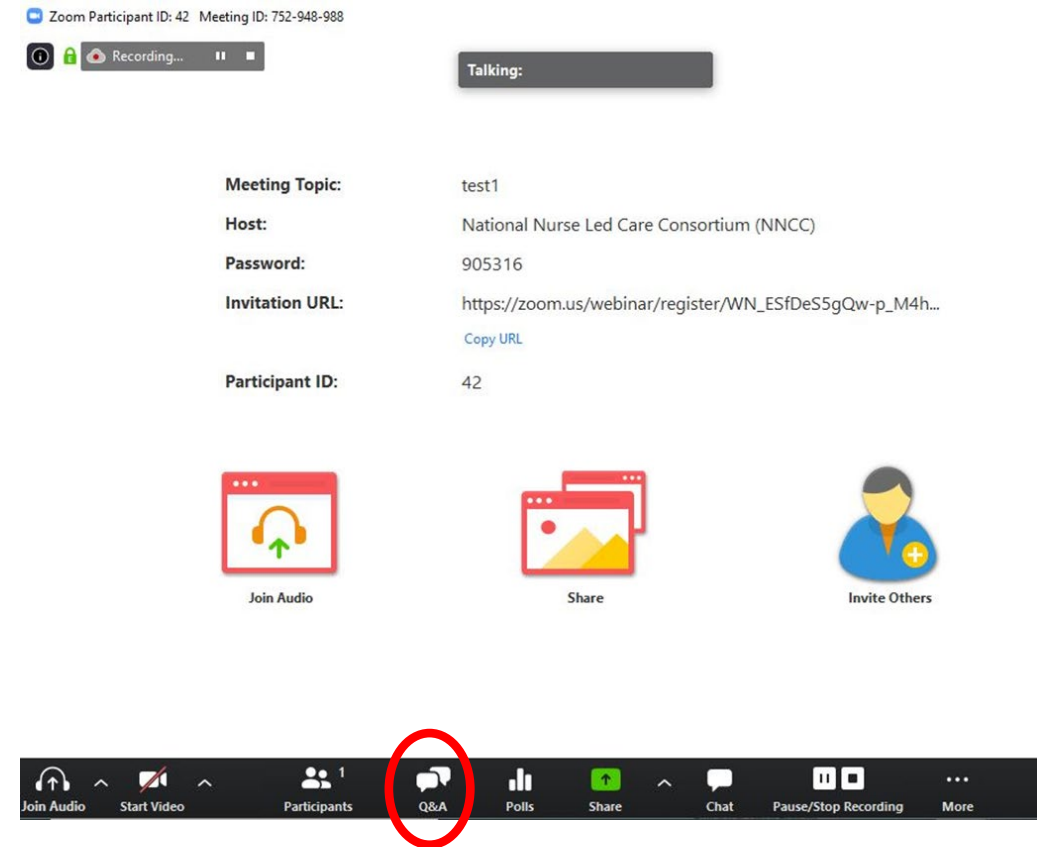 Zoom Participant ID: 42 Meeting ID: 752-948-988
Recording...
Talking:
Meeting Topic: test1
Host: National Nurse Led Care Consortium (NNCC)
Password: 905316
Invitation URL: https://zoom.us/webinar/register/WN_ESfDeS5gQw-p_M4h...
Copy URL
Participant ID: 42
Join Audio Share Invite Others
1
Join Audio Start Video Participants Q&A Polls Share Chat Pause/Stop Recording More